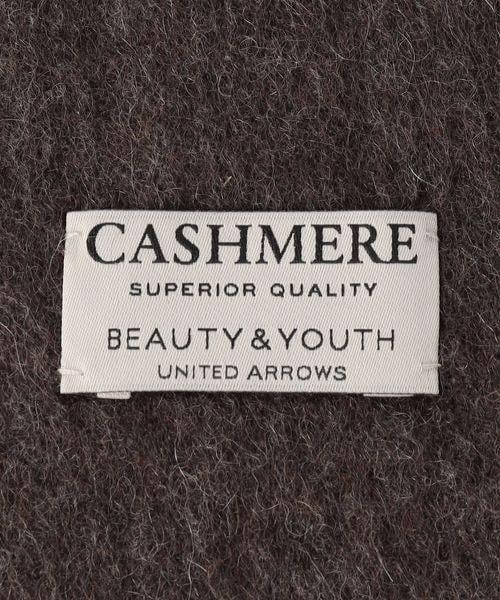 CASHMERE
SUPERIOR QUALITY
BEAUTY & YOUTH
UNITED ARROWS